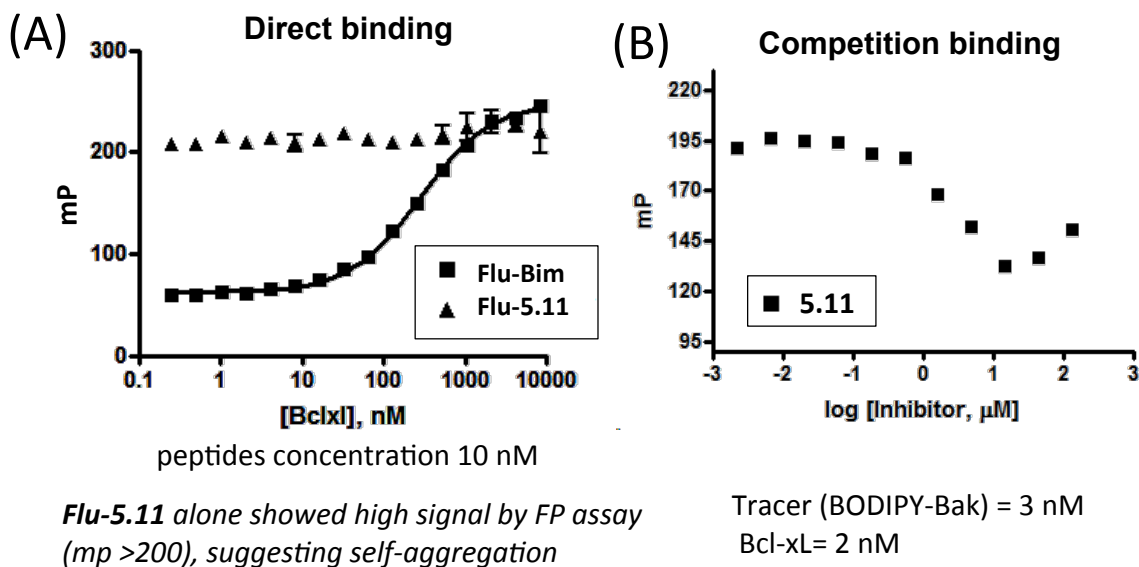 (A)
Direct binding
300
200
100
0
mP
Flu-Bim
Flu-5.11
0.1 1 10 100 1000 10000
[Bclxl], nM
peptides concentration 10 nM
Flu-5.11 alone showed high signal by FP assay
(mp >200), suggesting self-aggregation
(B)
Competition binding
220
195
170
145
120
95
mP
5.11
-3 -2 -1 0 1 2 3
log [Inhibitor, μM]
Tracer (BODIPY-Bak) = 3 nM
Bcl-xL= 2 nM